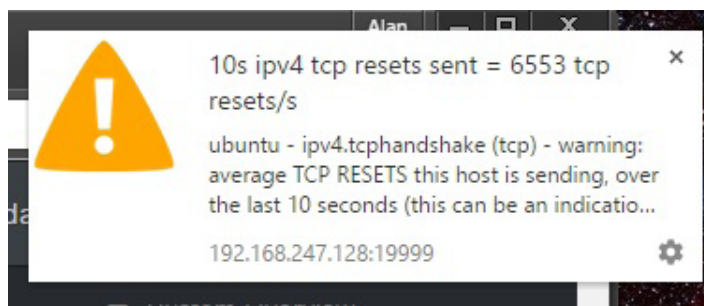 Alan
10s ipv4 tcp resets sent = 6553 tcp
resets/s
ubuntu - ipv4.tcphandshake (tcp) - warning:
average TCP RESETS this host is sending, over
the last 10 seconds (this can be an indicatio...
192.168.247.128:19999